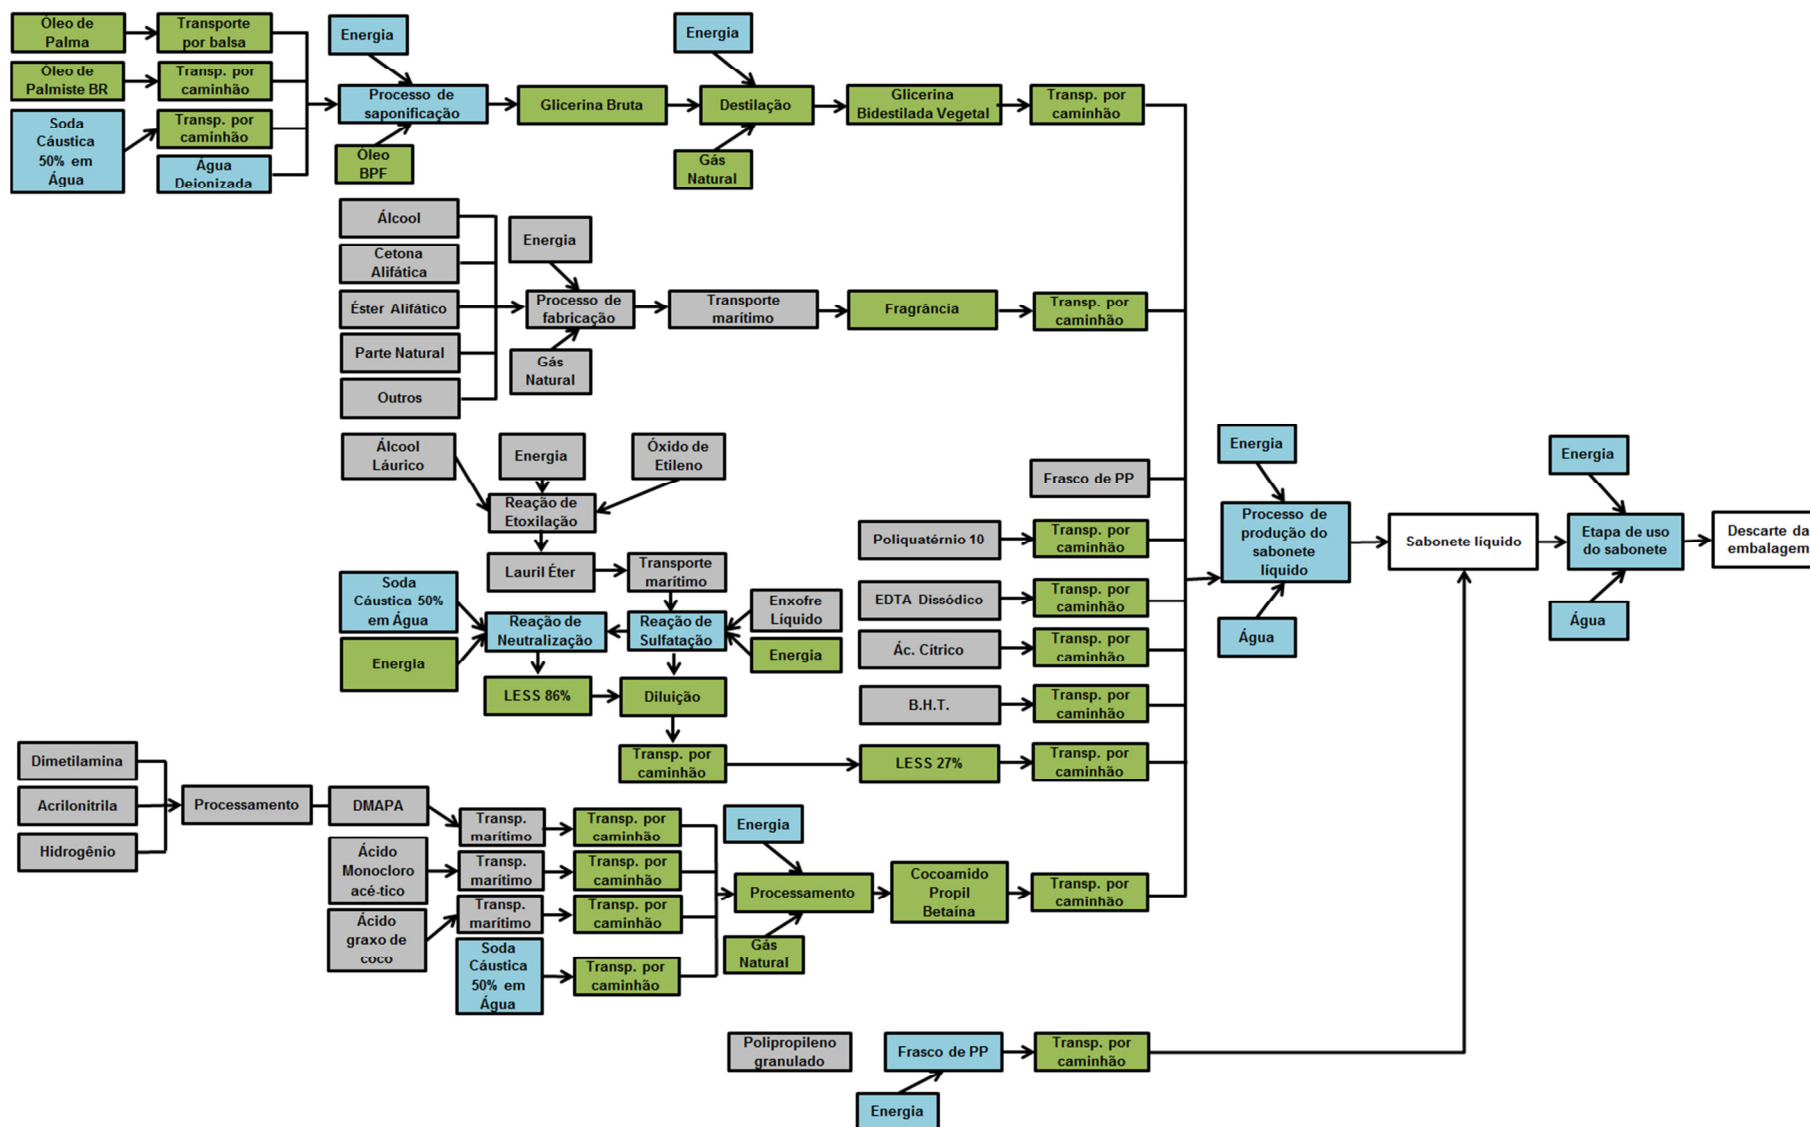 Óleo de
Palma
Transporte
por balsa
Energia
Energia
Óleo de
Palmiste BR
Transp. por
caminhão
Processo de
saponificação
Glicerina Bruta
Destilação
Glicerina
Bidestilada Vegetal
Transp. por
caminhão
Soda
Cáustica
50% em
Água
Transp. por
caminhão
Água
Deionizada
Óleo
BPF
Gás
Natural
Álcool
Cetona
Alifática
Éster Alifático
Parte Natural
Outros
Energia
Processo de
fabricação
Gás
Natural
Transporte
marítimo
Fragrância
Transp. por
caminhão
Álcool
Láurico
Energia
Óxido de
Etileno
Reação de
Etoxilação
Lauril Éter
Transporte
marítimo
Soda
Cáustica 50%
em Água
Reação de
Neutralização
Reação de
Sulfatação
Enxofre
Líquido
Energia
Energia
LESS 86%
Diluição
Transp. por
caminhão
Frasco de PP
Poliquatérnio 10
Transp. por
caminhão
EDTA Dissódico
Transp. por
caminhão
Ác. Cítrico
Transp. por
caminhão
B.H.T.
Transp. por
caminhão
LESS 27%
Transp. por
caminhão
Energia
Processo de
produção do
sabonete
líquido
Água
Sabonete líquido
Energia
Etapa de uso
do sabonete
Água
Descarte da
embalagem
Dimetilamina
Acrilonitrila
Hidrogênio
Processamento
DMAPA
Ácido
Monocloro
acé-tico
Ácido
graxo de
coco
Transp.
marítimo
Transp. por
caminhão
Transp.
marítimo
Transp. por
caminhão
Transp.
marítimo
Transp. por
caminhão
Soda
Cáustica
50% em
Água
Transp. por
caminhão
Energia
Processamento
Gás
Natural
Cocoamido
Propil
Betaína
Transp. por
caminhão
Polipropileno
granulado
Frasco de PP
Transp. por
caminhão
Energia